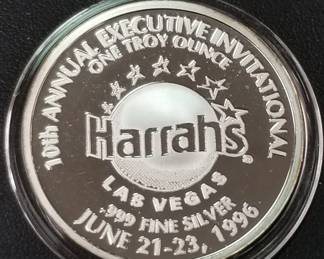 10th ANNUAL EXECUTIVE INVITATIONAL
ONE TROY OUNCE
Harrah's®
LAS VEGAS
.999 FINE SILVER
JUNE 21-23, 1996